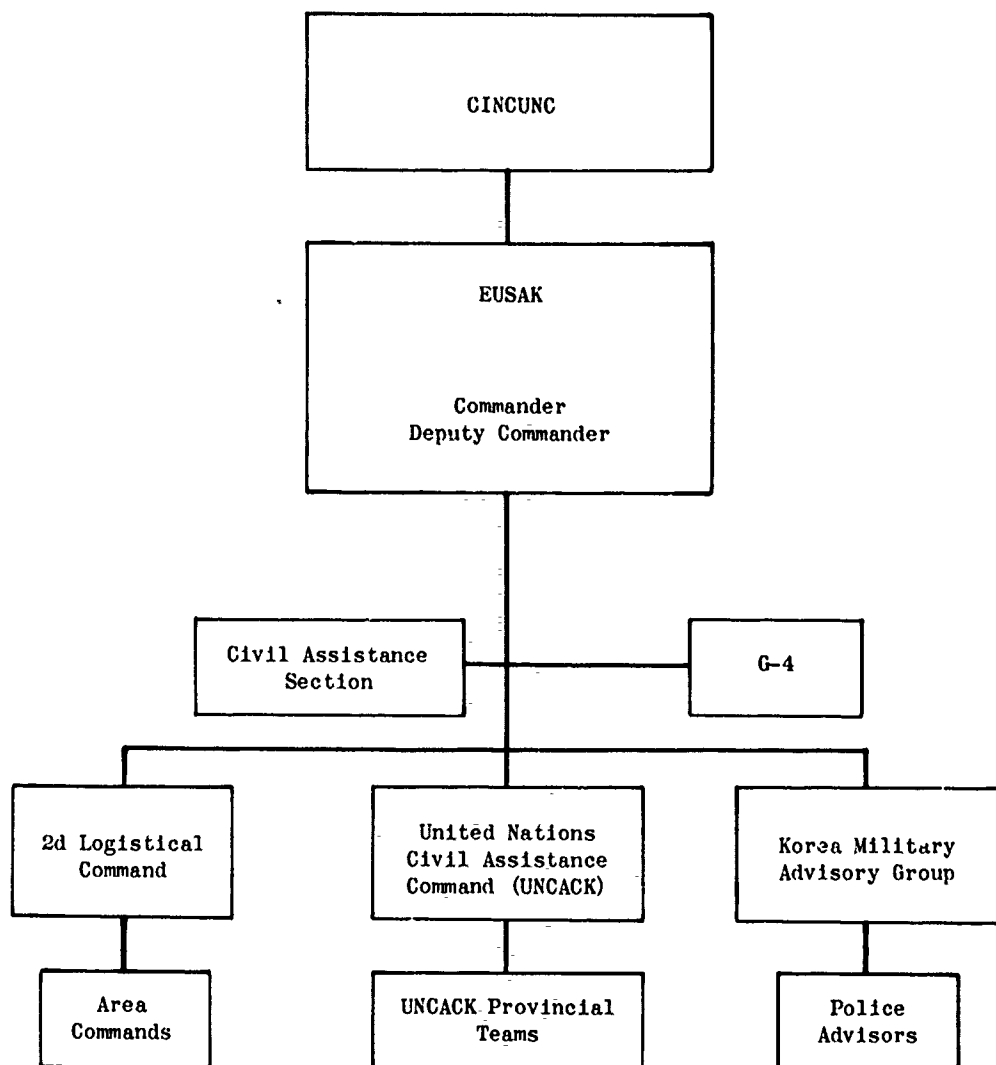 CINCUNC
EUSAK
Commander
Deputy Commander
Civil Assistance
Section
G-4
2d Logistical
Command
United Nations
Civil Assistance
Command (UNCACK)
Korea Military
Advisory Group
Area
Commands
UNCACK Provincial
Teams
Police
Advisors